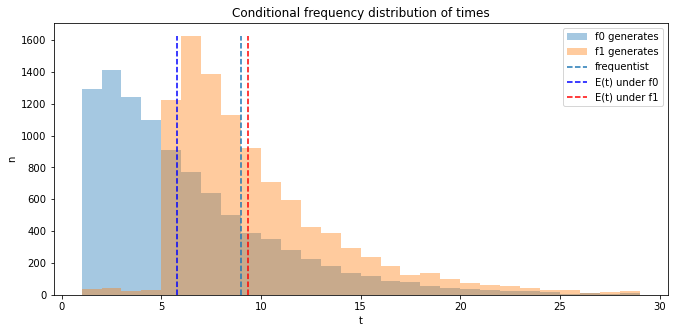 Conditional frequency distribution of times
f0 generates
f1 generates
frequentist
E(t) under f0
E(t) under f1
n
1600
1400
1200
1000
800
600
400
200
0
0 5 10 15 20 25 30
t